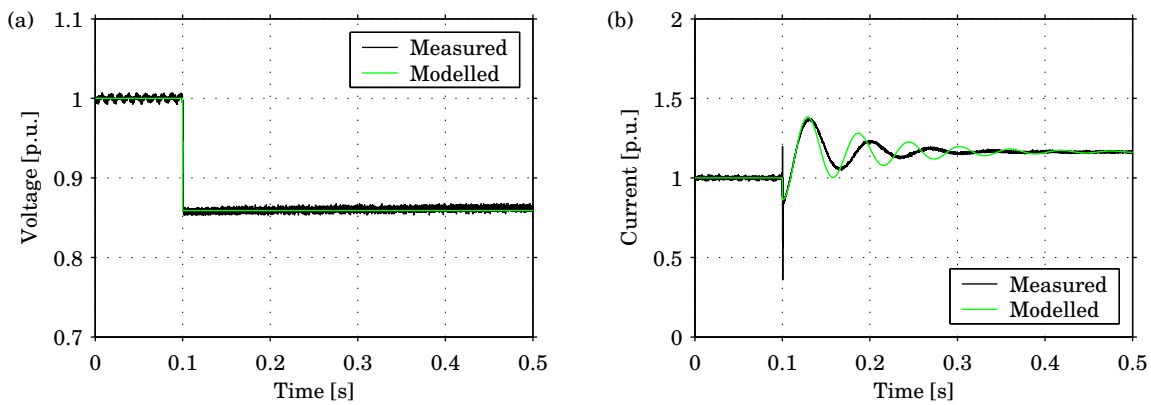 (a)
Voltage [p.u.]
1.1
1
0.9
0.8
0.7
0
0.1
0.2
0.3
0.4
0.5
Time [s]
Measured
Modelled
(b)
Current [p.u.]
2
1.5
1
0.5
0
0
0.1
0.2
0.3
0.4
0.5
Time [s]
Measured
Modelled